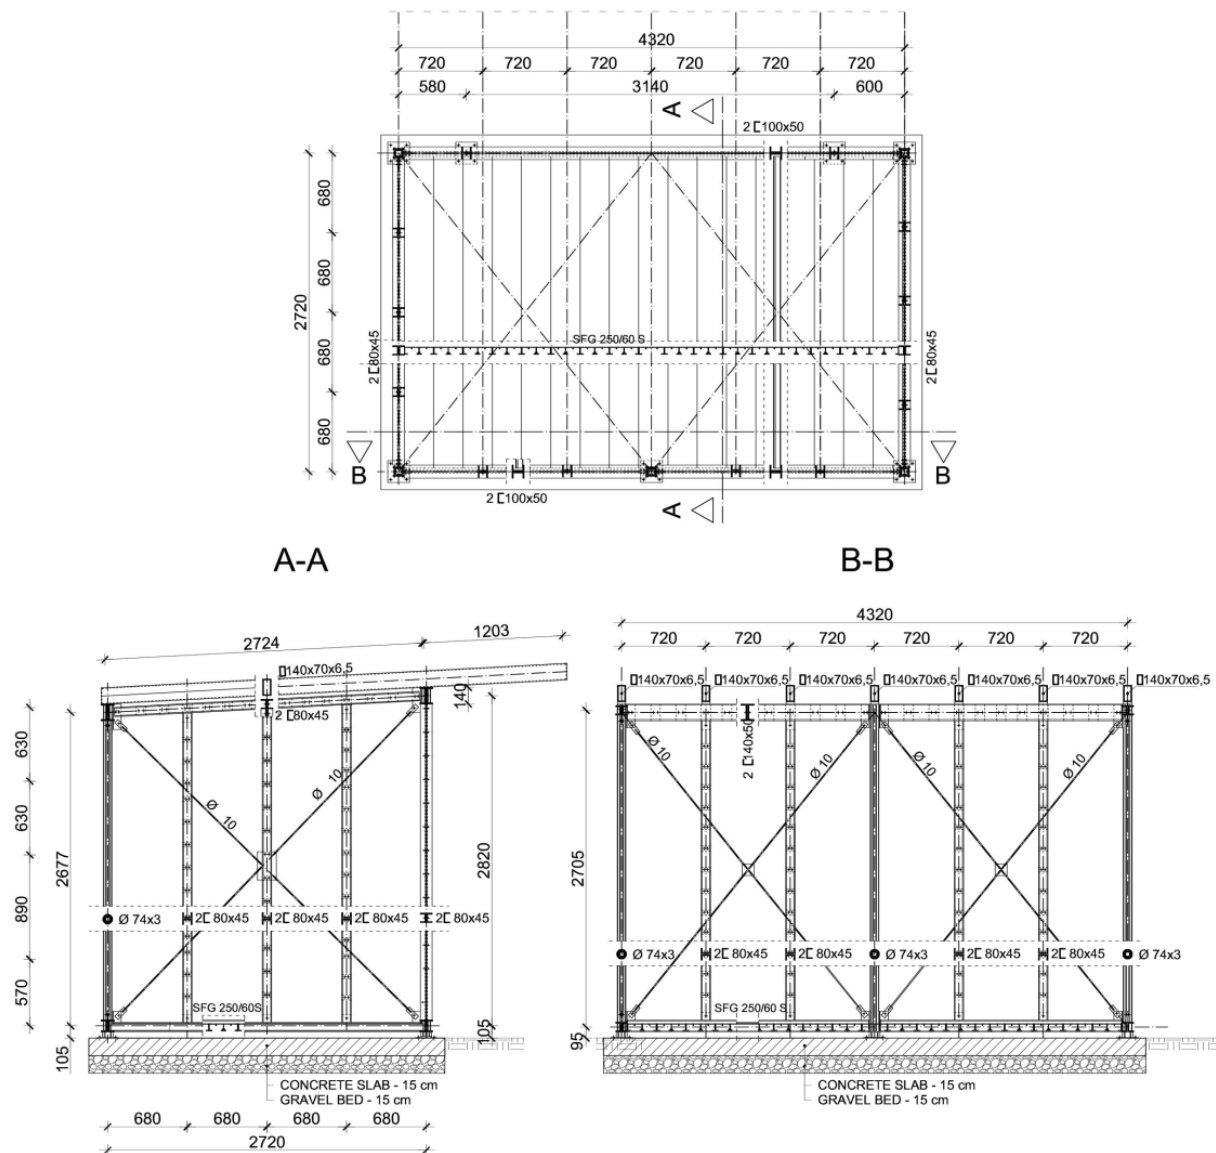 4320
720 720 720 720 720 720
580 3140 600
A
2 ⊏100x50
2720
680
680
680
680
SFG 250/60 S
2 ⊏80x45
2 ⊏80x45
B
B
2 ⊏100x50
A
A-A
B-B
2724
1203
▯140x70x6,5
140
2 ⊏80x45
630
630
890
570
2677
2820
Ø 10
Ø 10
Ø 74x3
2⊏ 80x45
2⊏ 80x45
2⊏ 80x45
2⊏ 80x45
SFG 250/60S
105
105
CONCRETE SLAB - 15 cm
GRAVEL BED - 15 cm
680 680 680 680
2720
4320
720 720 720 720 720 720
▯140x70x6,5 ▯140x70x6,5 ▯140x70x6,5 ▯140x70x6,5 ▯140x70x6,5 ▯140x70x6,5 ▯140x70x6,5
2 ⊏140x50
Ø 10
Ø 10
Ø 10
Ø 10
2705
Ø 74x3
2⊏ 80x45
2⊏ 80x45
Ø 74x3
2⊏ 80x45
2⊏ 80x45
Ø 74x3
SFG 250/60 S
95
CONCRETE SLAB - 15 cm
GRAVEL BED - 15 cm